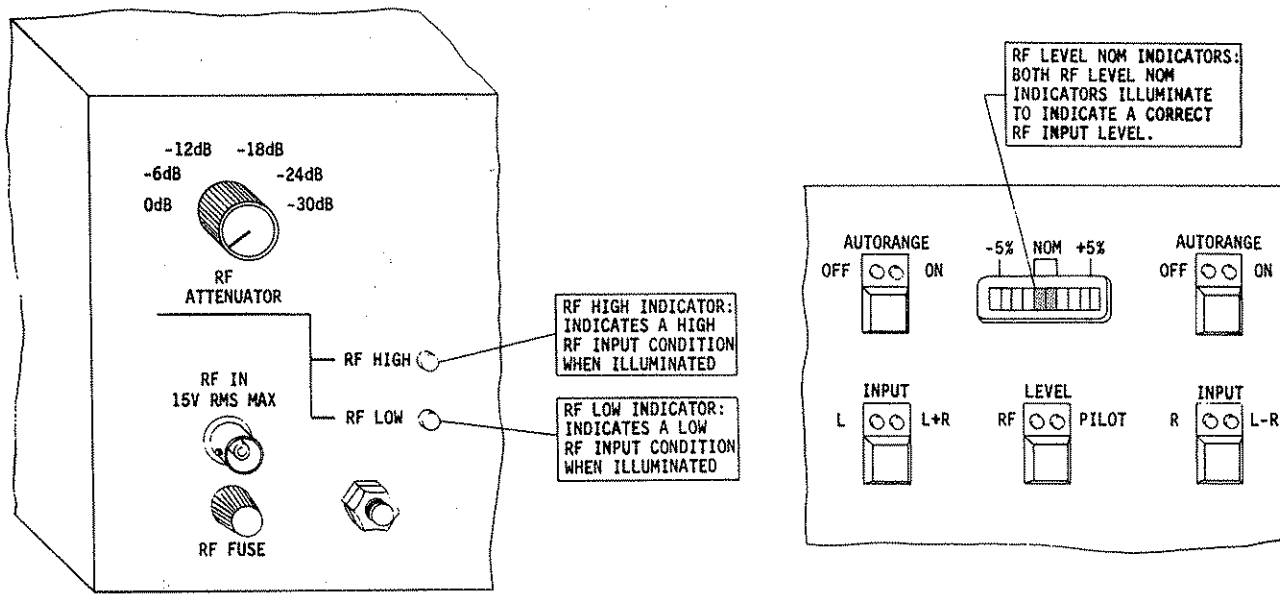 -12dB -18dB
-6dB -24dB
0dB -30dB
RF
ATTENUATOR
RF HIGH
RF IN
15V RMS MAX
RF LOW
RF FUSE
RF HIGH INDICATOR:
INDICATES A HIGH
RF INPUT CONDITION
WHEN ILLUMINATED
RF LOW INDICATOR:
INDICATES A LOW
RF INPUT CONDITION
WHEN ILLUMINATED
RF LEVEL NOM INDICATORS:
BOTH RF LEVEL NOM
INDICATORS ILLUMINATE
TO INDICATE A CORRECT
RF INPUT LEVEL.
AUTORANGE
OFF ON
-5% NOM +5%
AUTORANGE
OFF ON
INPUT
L L+R
LEVEL
RF PILOT
INPUT
R L-R